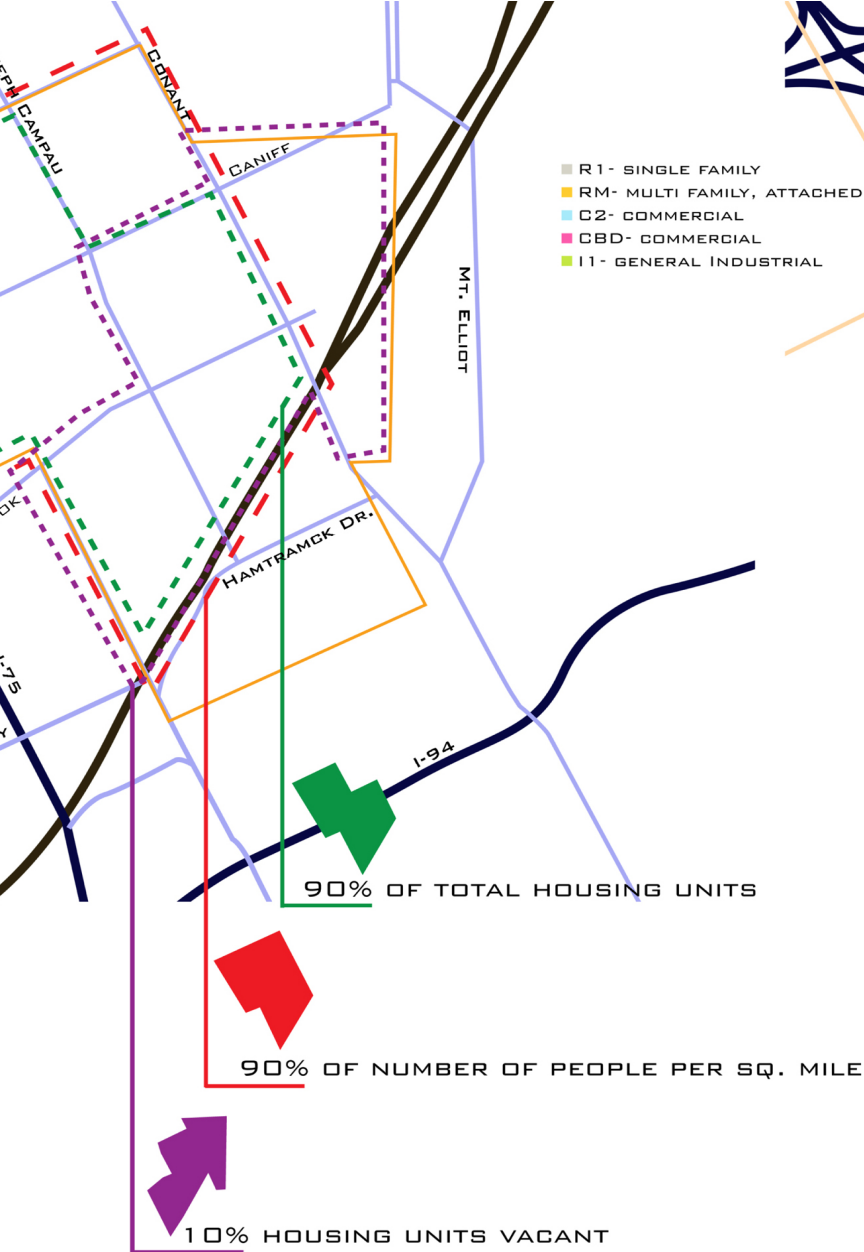 CONANT
CAMPAU
CANIFF
R1- SINGLE FAMILY
RM- MULTI FAMILY, ATTACHED
C2- COMMERCIAL
CBD- COMMERCIAL
I1- GENERAL INDUSTRIAL
MT. ELLIOT
HAMTRAMCK DR.
I-75
I-94
90% OF TOTAL HOUSING UNITS
90% OF NUMBER OF PEOPLE PER SQ. MILE
10% HOUSING UNITS VACANT